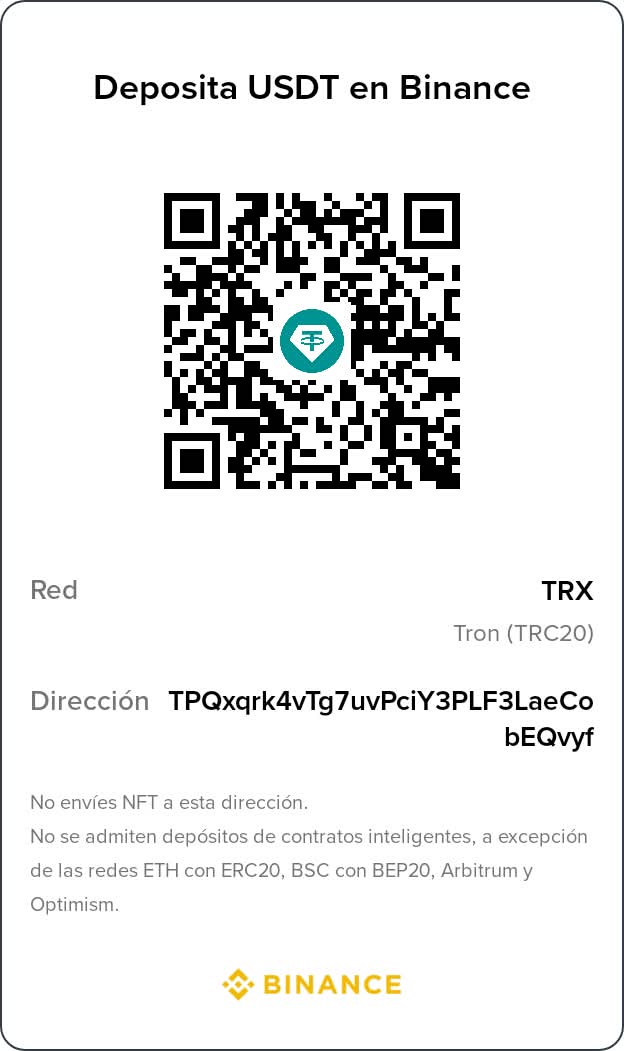 Deposita USDT en Binance
Red TRX
Tron (TRC20)
Dirección TPQxqrk4vTg7uvPciY3PLF3LaeCo
bEQvyf
No envíes NFT a esta dirección.
No se admiten depósitos de contratos inteligentes, a excepción
de las redes ETH con ERC20, BSC con BEP20, Arbitrum y
Optimism.
BINANCE